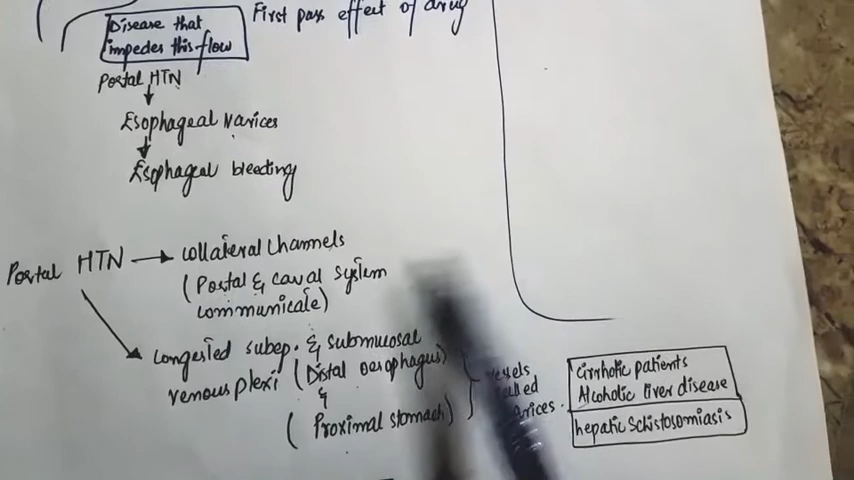 First pass effect of drug
Disease that
impedes this flow
Portal HTN
Esophageal Varices
Esophageal bleeding
Portal HTN → collateral channels
(Portal & caval system
communicate)
Congested subep. & submucosal
venous plexi (Distal oesophagus)
&
(Proximal stomach)
vessels
called
varices.
Cirrhotic patients
Alcoholic liver disease
hepatic Schistosomiasis